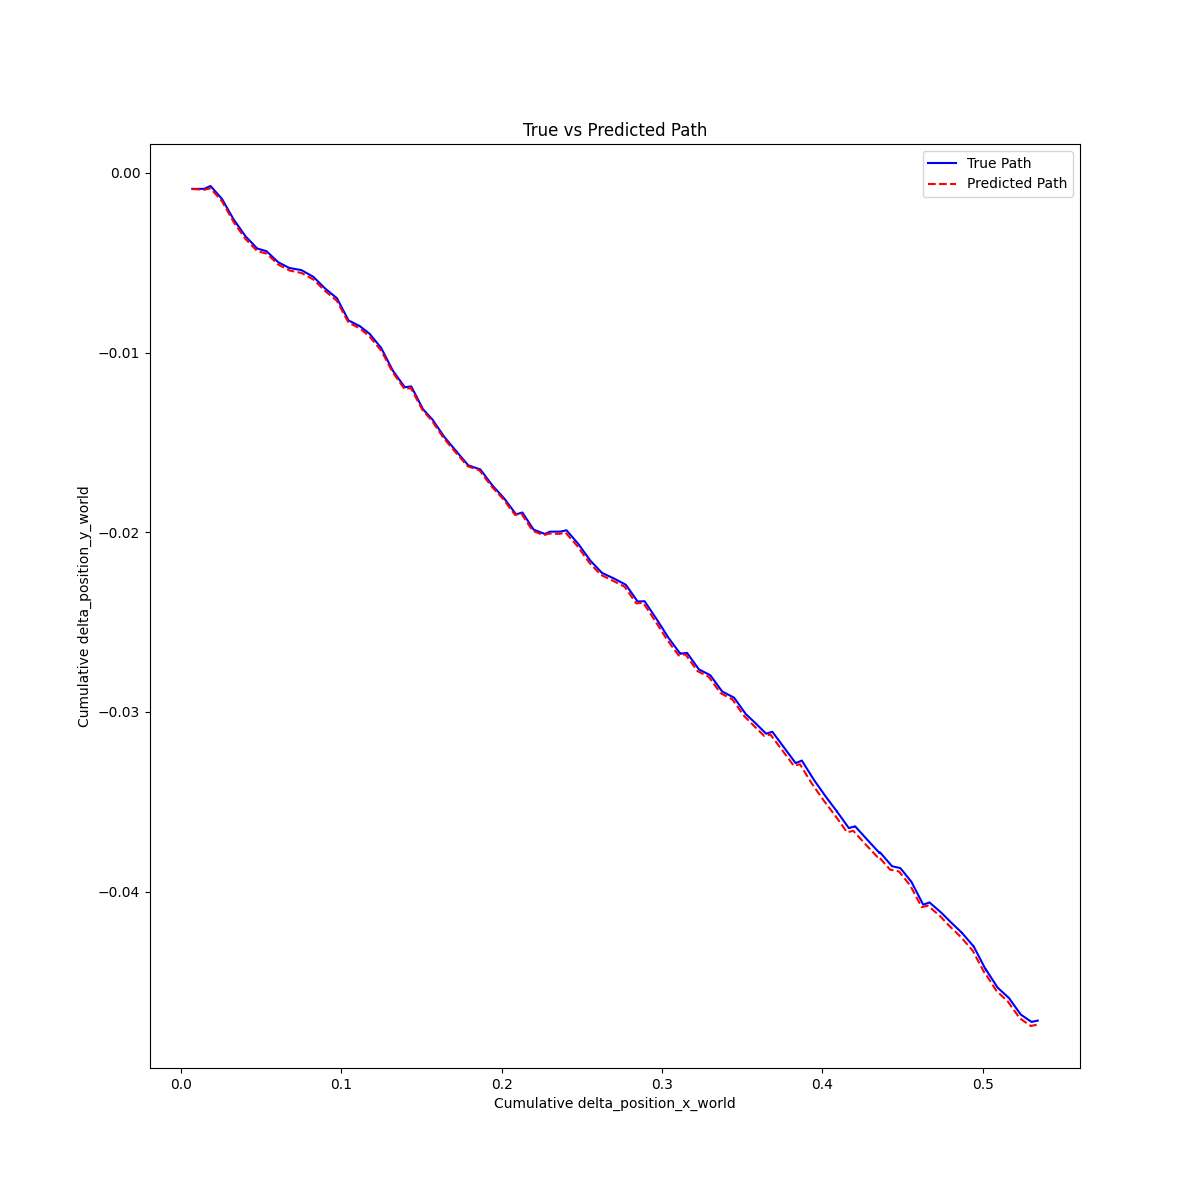 True vs Predicted Path
True Path
Predicted Path
0.00
−0.01
−0.02
−0.03
−0.04
Cumulative delta_position_y_world
0.0
0.1
0.2
0.3
0.4
0.5
Cumulative delta_position_x_world